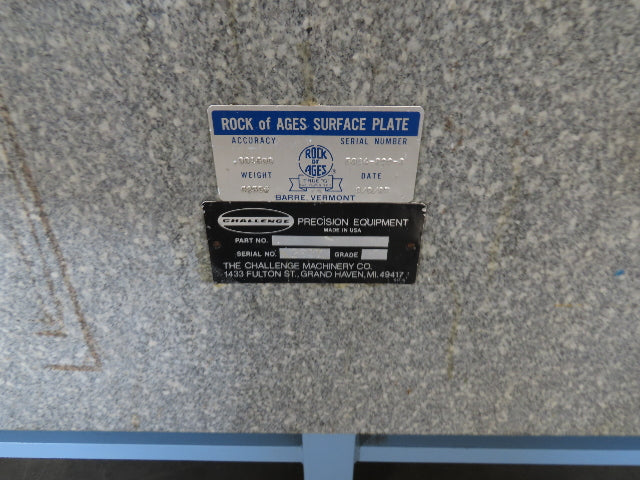 ROCK of AGES SURFACE PLATE
ACCURACY SERIAL NUMBER
ROCK
OF
AGES
WEIGHT DATE
BARRE, VERMONT
CHALLENGE PRECISION EQUIPMENT
MADE IN USA
PART NO.
SERIAL NO. GRADE
THE CHALLENGE MACHINERY CO.
1433 FULTON ST., GRAND HAVEN, MI. 49417